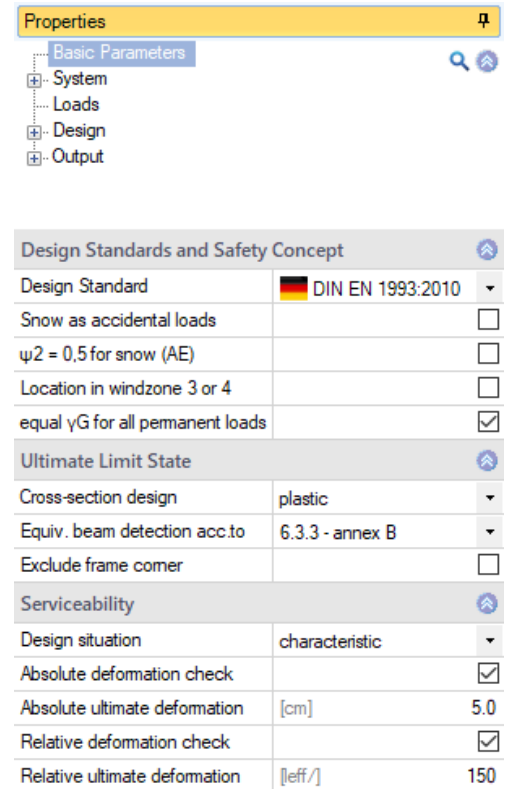 Properties
Basic Parameters
System
Loads
Design
Output
Design Standards and Safety Concept
Design Standard DIN EN 1993:2010
Snow as accidental loads
ψ2 = 0,5 for snow (AE)
Location in windzone 3 or 4
equal γG for all permanent loads
Ultimate Limit State
Cross-section design plastic
Equiv. beam detection acc.to 6.3.3 - annex B
Exclude frame corner
Serviceability
Design situation characteristic
Absolute deformation check
Absolute ultimate deformation [cm] 5.0
Relative deformation check
Relative ultimate deformation [leff/] 150